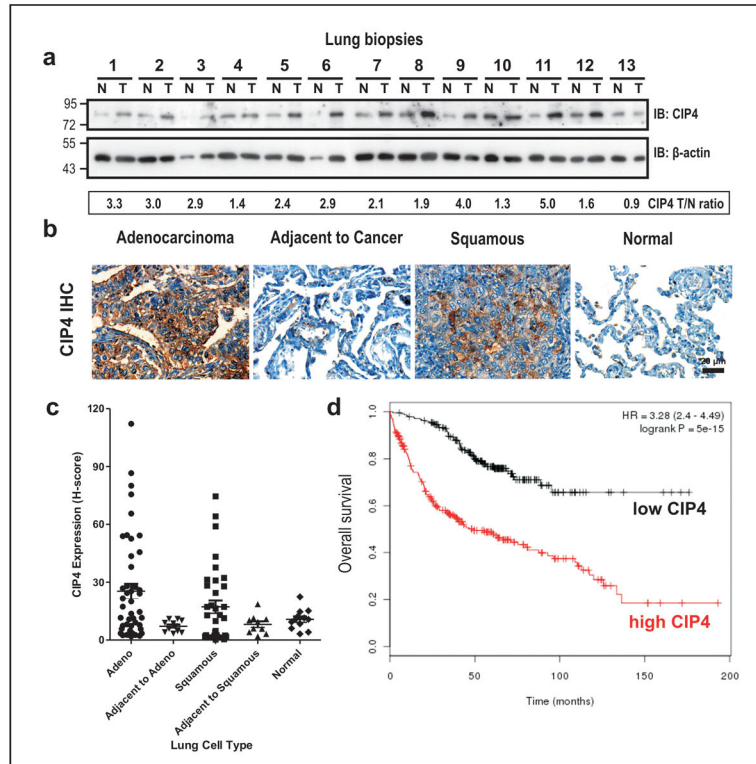 Lung biopsies
a
1 2 3 4 5 6 7 8 9 10 11 12 13
N T N T N T N T N T N T N T N T N T N T N T N T N T
95
72
IB: CIP4
55
43
IB: β-actin
3.3 3.0 2.9 1.4 2.4 2.9 2.1 1.9 4.0 1.3 5.0 1.6 0.9 CIP4 T/N ratio
b
Adenocarcinoma Adjacent to Cancer Squamous Normal
CIP4 IHC
20 µm
c
120
90
60
30
0
CIP4 Expression (H-score)
Adeno
Adjacent to Adeno
Squamous
Adjacent to Squamous
Normal
Lung Cell Type
d
HR = 3.28 (2.4 - 4.49)
logrank P = 5e-15
1.0
0.8
0.6
0.4
0.2
0.0
Overall survival
low CIP4
high CIP4
0 50 100 150 200
Time (months)